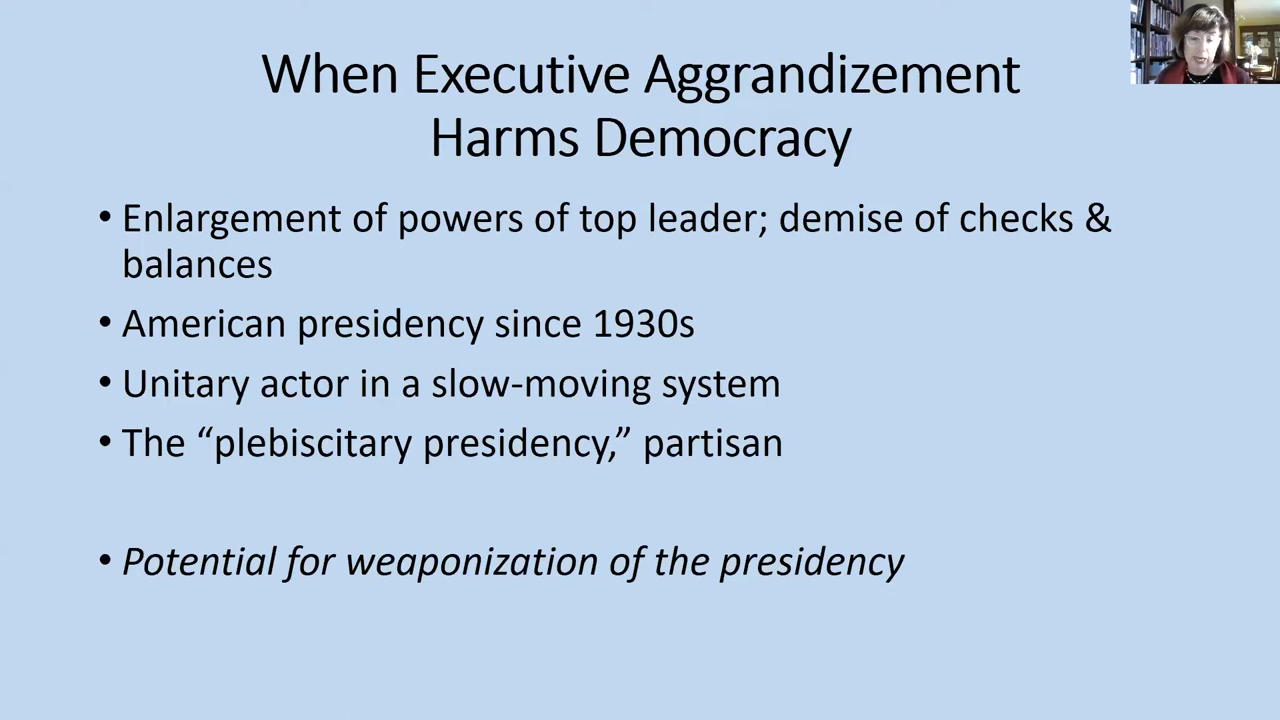 When Executive Aggrandizement
Harms Democracy
• Enlargement of powers of top leader; demise of checks &
balances
• American presidency since 1930s
• Unitary actor in a slow-moving system
• The “plebiscitary presidency,” partisan
• Potential for weaponization of the presidency